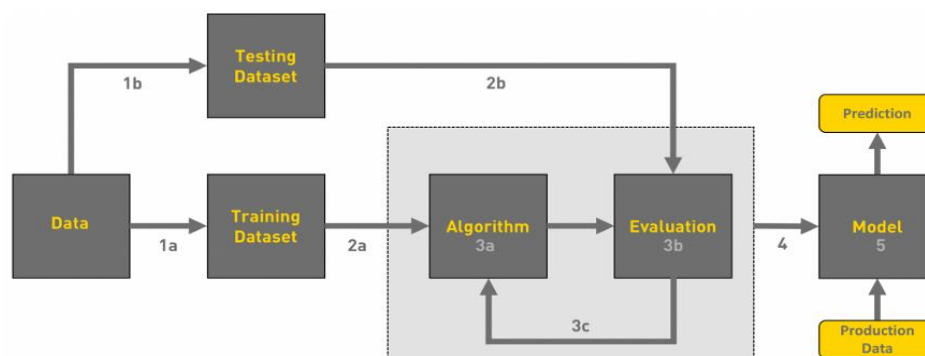 Testing
Dataset
1b
2b
Prediction
Data
1a
Training
Dataset
2a
Algorithm
3a
Evaluation
3b
4
Model
5
3c
Production
Data